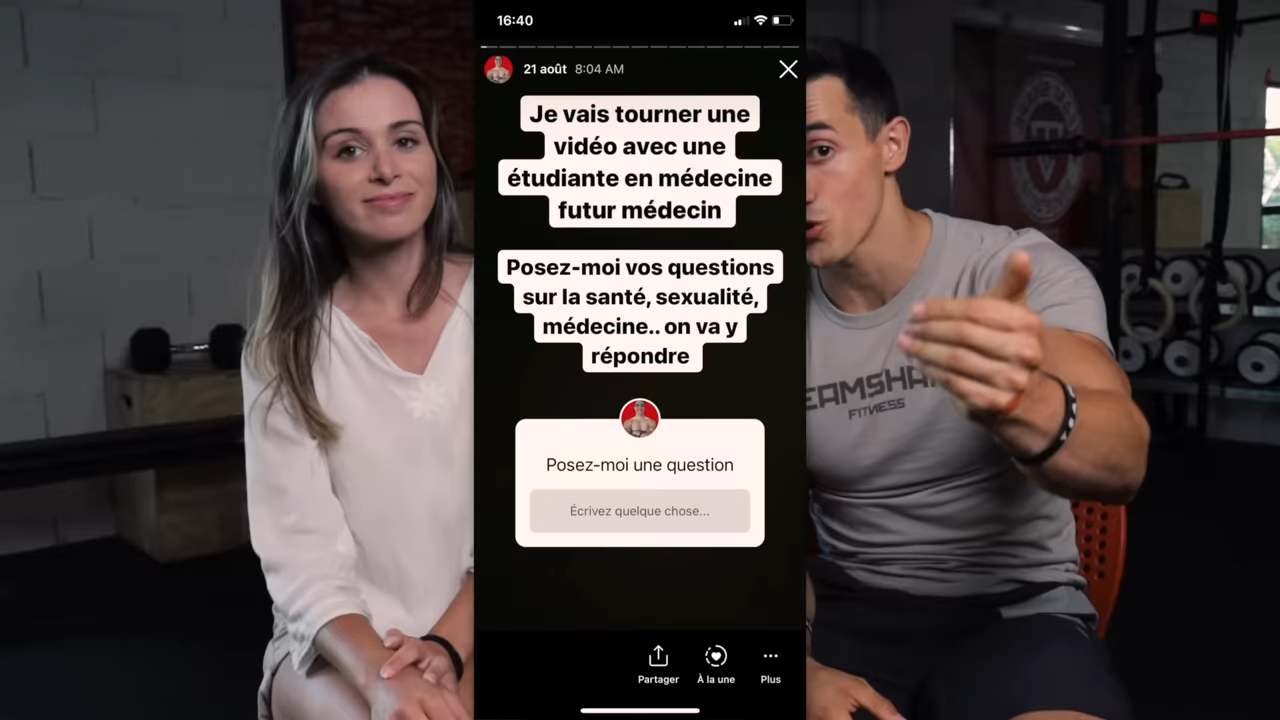 16:40
21 août 8:04 AM
Je vais tourner une
vidéo avec une
étudiante en médecine
futur médecin
Posez-moi vos questions
sur la santé, sexualité,
médecine.. on va y
répondre
Posez-moi une question
Écrivez quelque chose...
Partager
À la une
Plus
FITNESS